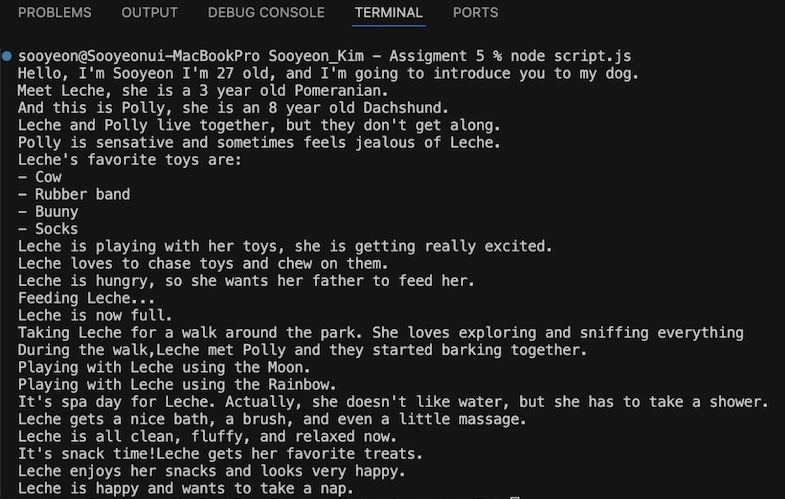 PROBLEMS OUTPUT DEBUG CONSOLE TERMINAL PORTS
sooyeon@Sooyeonui-MacBookPro Sooyeon_Kim - Assigment 5 % node script.js
Hello, I'm Sooyeon I'm 27 old, and I'm going to introduce you to my dog.
Meet Leche, she is a 3 year old Pomeranian.
And this is Polly, she is an 8 year old Dachshund.
Leche and Polly live together, but they don't get along.
Polly is sensative and sometimes feels jealous of Leche.
Leche's favorite toys are:
- Cow
- Rubber band
- Buuny
- Socks
Leche is playing with her toys, she is getting really excited.
Leche loves to chase toys and chew on them.
Leche is hungry, so she wants her father to feed her.
Feeding Leche...
Leche is now full.
Taking Leche for a walk around the park. She loves exploring and sniffing everything
During the walk,Leche met Polly and they started barking together.
Playing with Leche using the Moon.
Playing with Leche using the Rainbow.
It's spa day for Leche. Actually, she doesn't like water, but she has to take a shower.
Leche gets a nice bath, a brush, and even a little massage.
Leche is all clean, fluffy, and relaxed now.
It's snack time!Leche gets her favorite treats.
Leche enjoys her snacks and looks very happy.
Leche is happy and wants to take a nap.